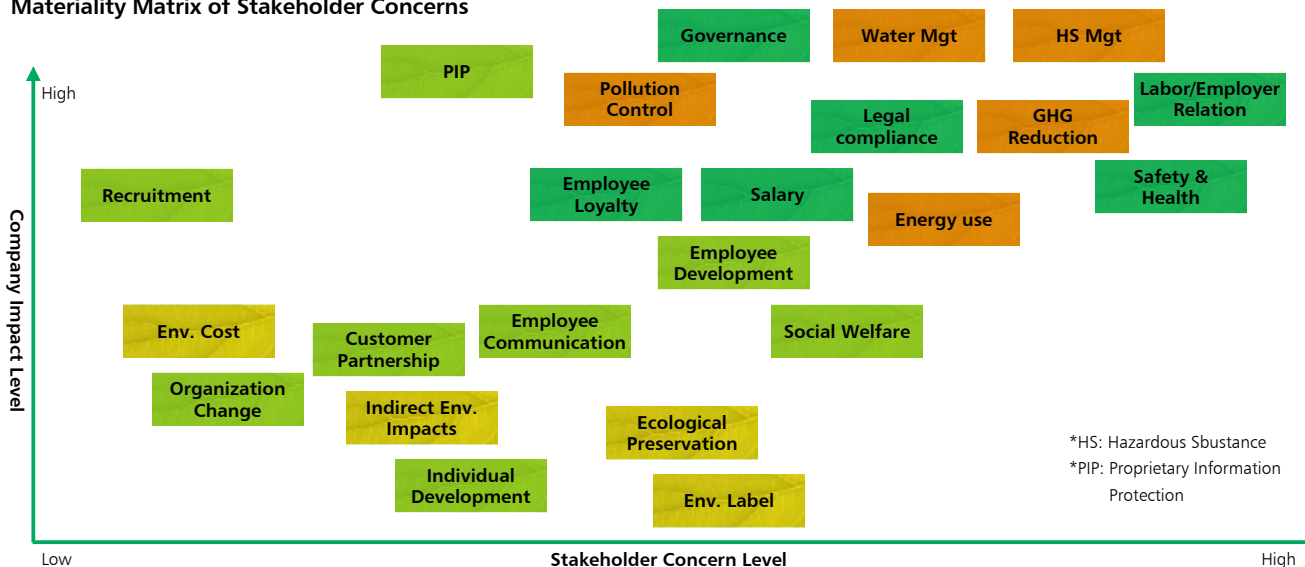 Materiality Matrix of Stakeholder Concerns
Governance
Water Mgt
HS Mgt
PIP
High
Pollution
Control
Labor/Employer
Relation
Legal
compliance
GHG
Reduction
Recruitment
Employee
Loyalty
Salary
Safety &
Health
Energy use
Company Impact Level
Employee
Development
Env. Cost
Customer
Partnership
Employee
Communication
Social Welfare
Organization
Change
Indirect Env.
Impacts
Ecological
Preservation
Individual
Development
Env. Label
*HS: Hazardous Sbustance
*PIP: Proprietary Information
Protection
Low
Stakeholder Concern Level
High